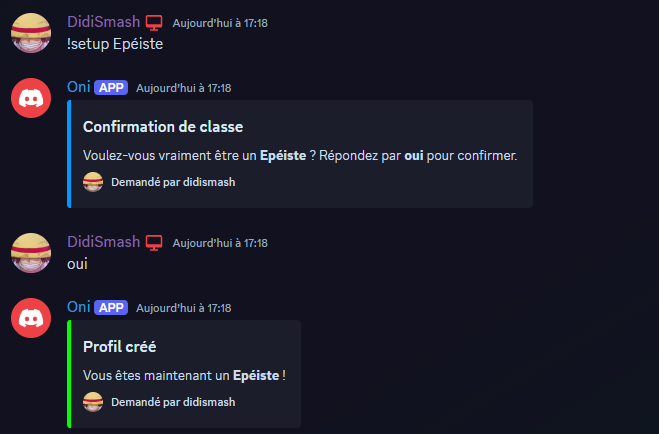 DidiSmash Aujourd'hui à 17:18
!setup Epéiste
Oni APP Aujourd'hui à 17:18
Confirmation de classe
Voulez-vous vraiment être un Epéiste ? Répondez par oui pour confirmer.
Demandé par didismash
DidiSmash Aujourd'hui à 17:18
oui
Oni APP Aujourd'hui à 17:18
Profil créé
Vous êtes maintenant un Epéiste !
Demandé par didismash